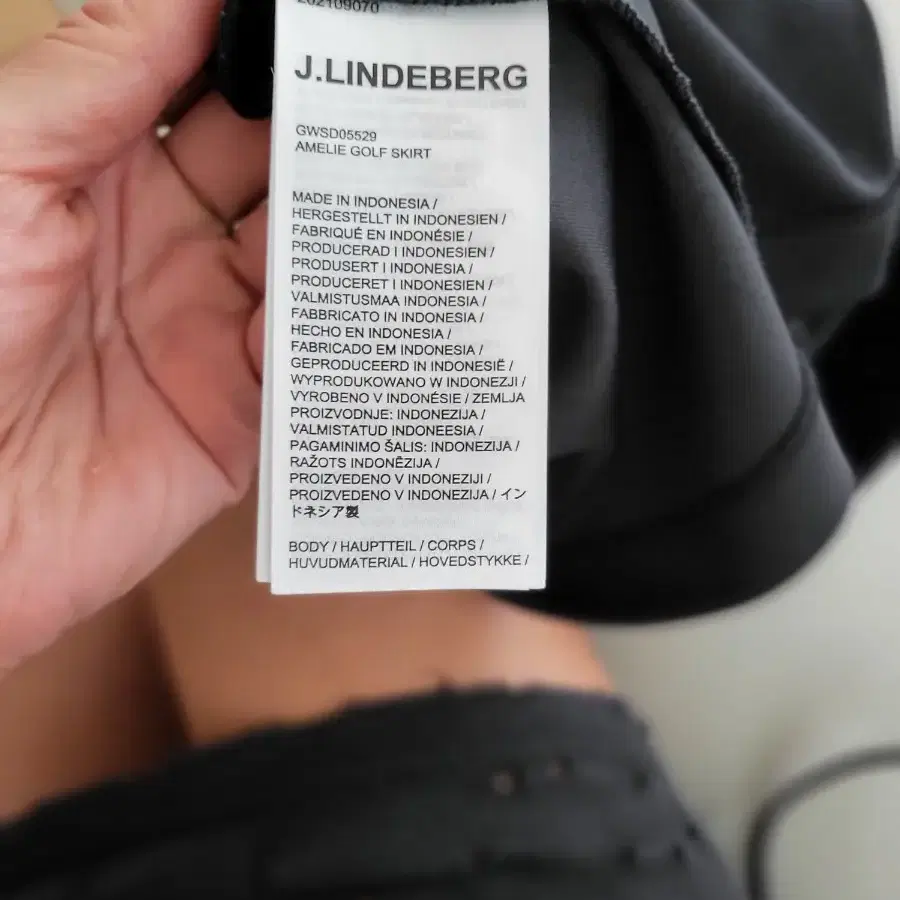 202109070
J.LINDEBERG
GWSD05529
AMELIE GOLF SKIRT
MADE IN INDONESIA /
HERGESTELLT IN INDONESIEN /
FABRIQUÉ EN INDONÉSIE /
PRODUCERAD I INDONESIEN /
PRODUSERT I INDONESIA /
PRODUCERET I INDONESIEN /
VALMISTUSMAA INDONESIA /
FABBRICATO IN INDONESIA /
HECHO EN INDONESIA /
FABRICADO EM INDONESIA /
GEPRODUCEERD IN INDONESIË /
WYPRODUKOWANO W INDONEZJI /
VYROBENO V INDONÉSIE / ZEMLJA
PROIZVODNJE: INDONEZIJA /
VALMISTATUD INDONEESIA /
PAGAMINIMO ŠALIS: INDONEZIJA /
RAŽOTS INDONĒZIJA /
PROIZVEDENO V INDONEZIJI /
PROIZVEDENO V INDONEZIJA / イン
ドネシア製
BODY / HAUPTTEIL / CORPS /
HUVUDMATERIAL / HOVEDSTYKKE /